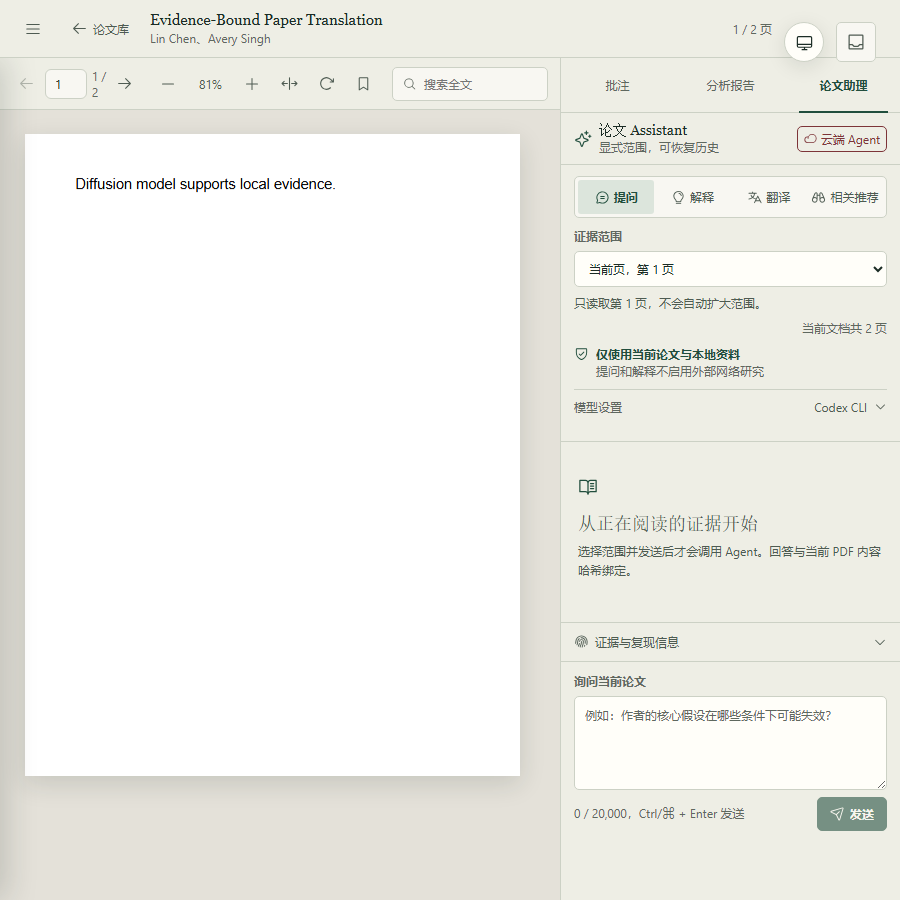 论文库
Evidence-Bound Paper Translation
Lin Chen、Avery Singh
1 / 2 页
1
1 /
2
81%
搜索全文
Diffusion model supports local evidence.
批注
分析报告
论文助理
论文 Assistant
显式范围，可恢复历史
云端 Agent
提问
解释
翻译
相关推荐
证据范围
当前页，第 1 页
只读取第 1 页，不会自动扩大范围。
当前文档共 2 页
仅使用当前论文与本地资料
提问和解释不启用外部网络研究
模型设置
Codex CLI
从正在阅读的证据开始
选择范围并发送后才会调用 Agent。回答与当前 PDF 内容
哈希绑定。
证据与复现信息
询问当前论文
例如：作者的核心假设在哪些条件下可能失效？
0 / 20,000，Ctrl/⌘ + Enter 发送
发送